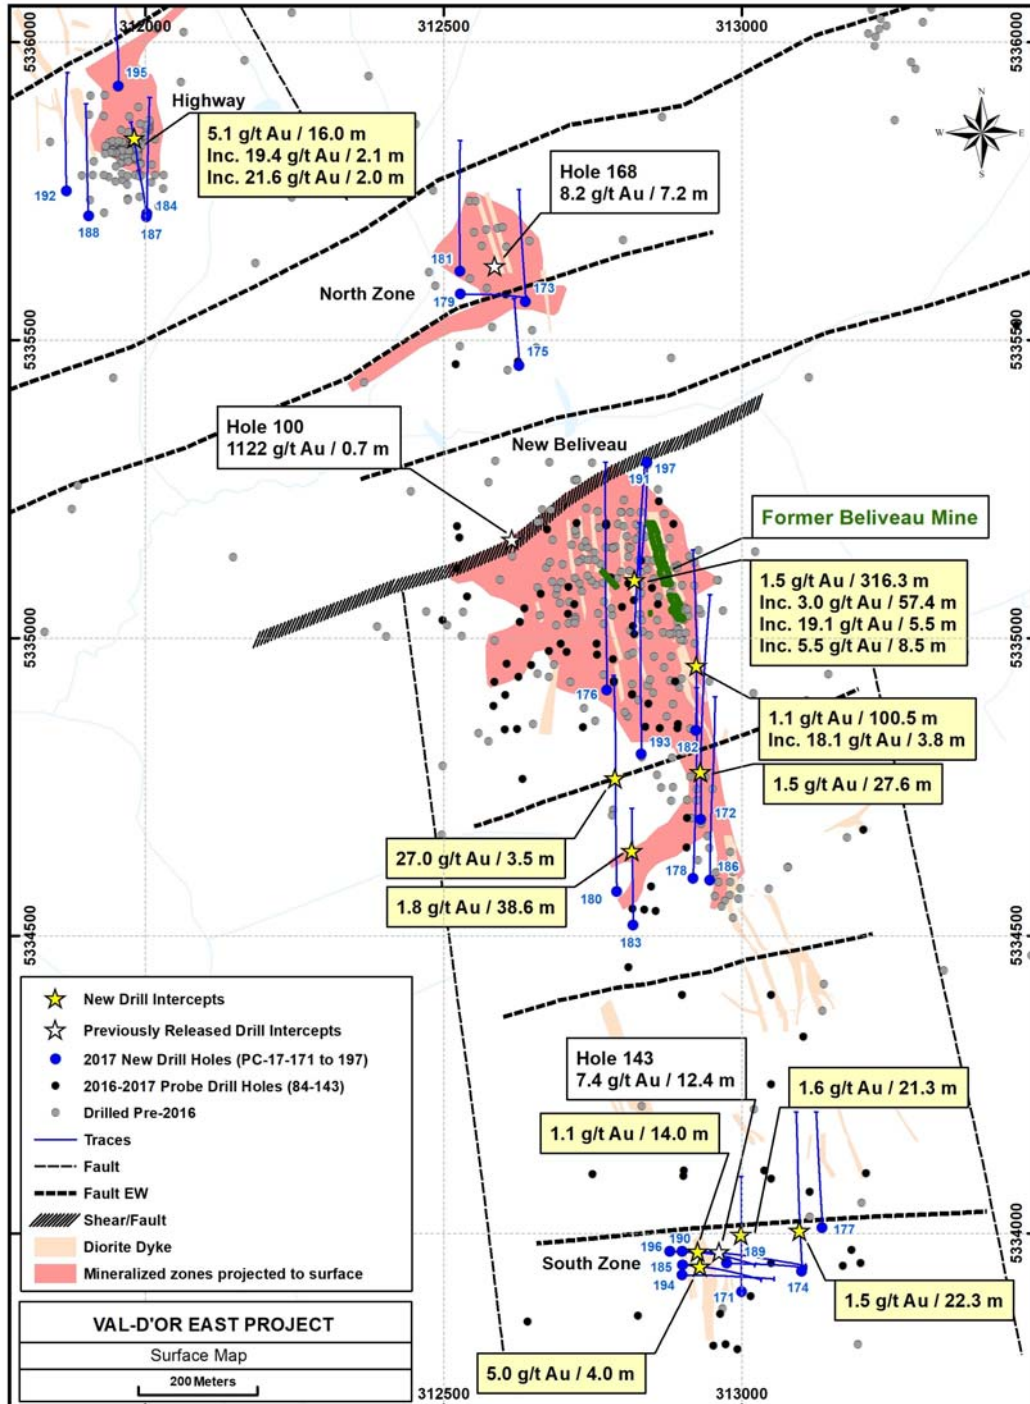 312000
312500
313000
5336000
5336000
195
Highway
5.1 g/t Au / 16.0 m
Inc. 19.4 g/t Au / 2.1 m
Inc. 21.6 g/t Au / 2.0 m
N
W
E
S
Hole 168
8.2 g/t Au / 7.2 m
192
188
184
187
181
North Zone
179
173
175
5335500
5335500
Hole 100
1122 g/t Au / 0.7 m
New Beliveau
197
191
Former Beliveau Mine
1.5 g/t Au / 316.3 m
Inc. 3.0 g/t Au / 57.4 m
Inc. 19.1 g/t Au / 5.5 m
Inc. 5.5 g/t Au / 8.5 m
5335000
5335000
176
193
182
1.1 g/t Au / 100.5 m
Inc. 18.1 g/t Au / 3.8 m
1.5 g/t Au / 27.6 m
172
27.0 g/t Au / 3.5 m
1.8 g/t Au / 38.6 m
180
178
186
183
5334500
5334500
New Drill Intercepts
Previously Released Drill Intercepts
2017 New Drill Holes (PC-17-171 to 197)
2016-2017 Probe Drill Holes (84-143)
Drilled Pre-2016
Traces
Fault
Fault EW
Shear/Fault
Diorite Dyke
Mineralized zones projected to surface
Hole 143
7.4 g/t Au / 12.4 m
1.6 g/t Au / 21.3 m
1.1 g/t Au / 14.0 m
5334000
5334000
196
190
189
177
South Zone
185
194
174
171
1.5 g/t Au / 22.3 m
5.0 g/t Au / 4.0 m
VAL-D'OR EAST PROJECT
Surface Map
200 Meters
312500
313000